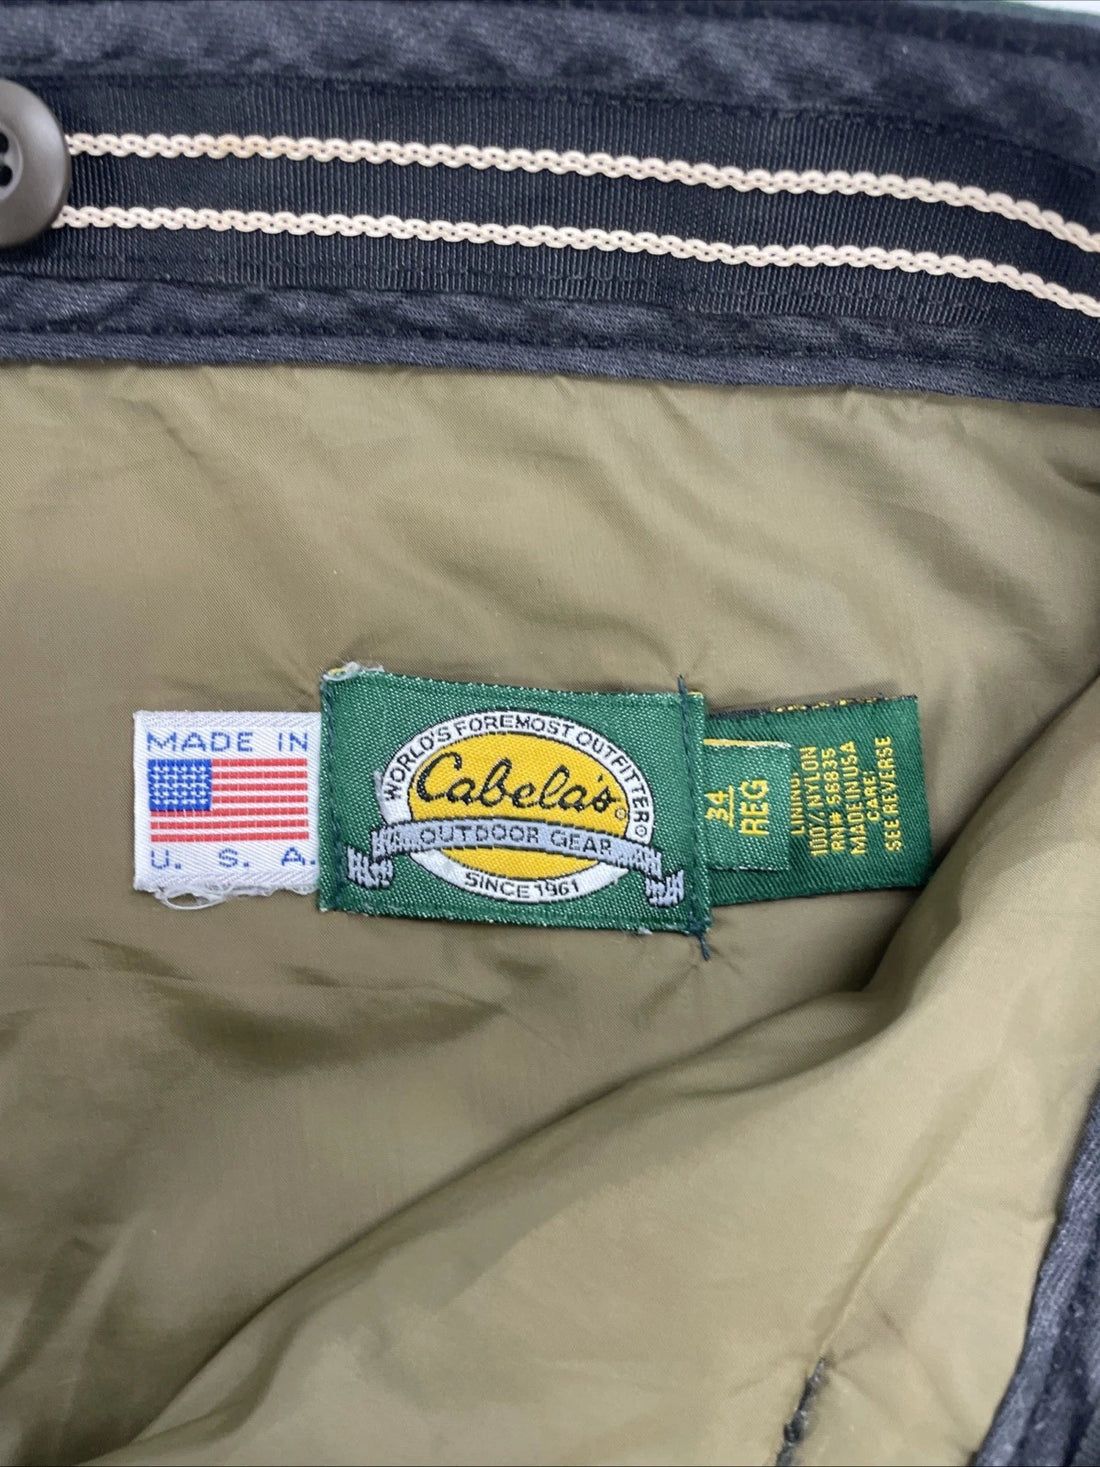 MADE IN
U. S. A.
WORLD'S FOREMOST OUTFITTER®
Cabela's®
OUTDOOR GEAR
SINCE 1961
34
REG
LINING:
100% NYLON
RN# 56835
MADE IN USA
CARE:
SEE REVERSE